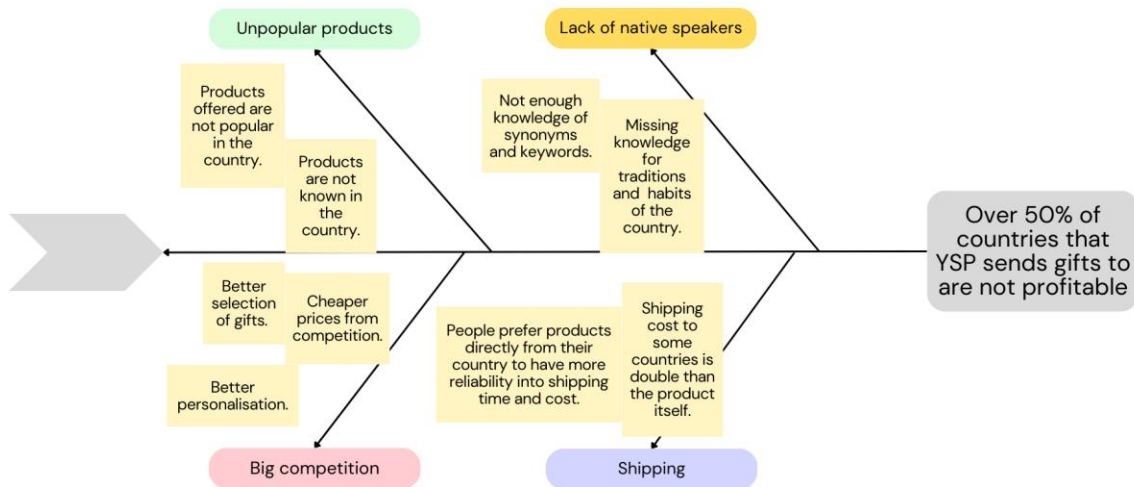 Unpopular products
Lack of native speakers
Products
offered are
not popular
in the
country.
Products
are not
known in
the
country.
Not enough
knowledge of
synonyms
and keywords.
Missing
knowledge
for
traditions
and habits
of the
country.
Over 50% of
countries that
YSP sends gifts to
are not profitable
Better
selection
of gifts.
Cheaper
prices from
competition.
Better
personalisation.
People prefer products
directly from their
country to have more
reliability into shipping
time and cost.
Shipping
cost to
some
countries is
double than
the product
itself.
Big competition
Shipping